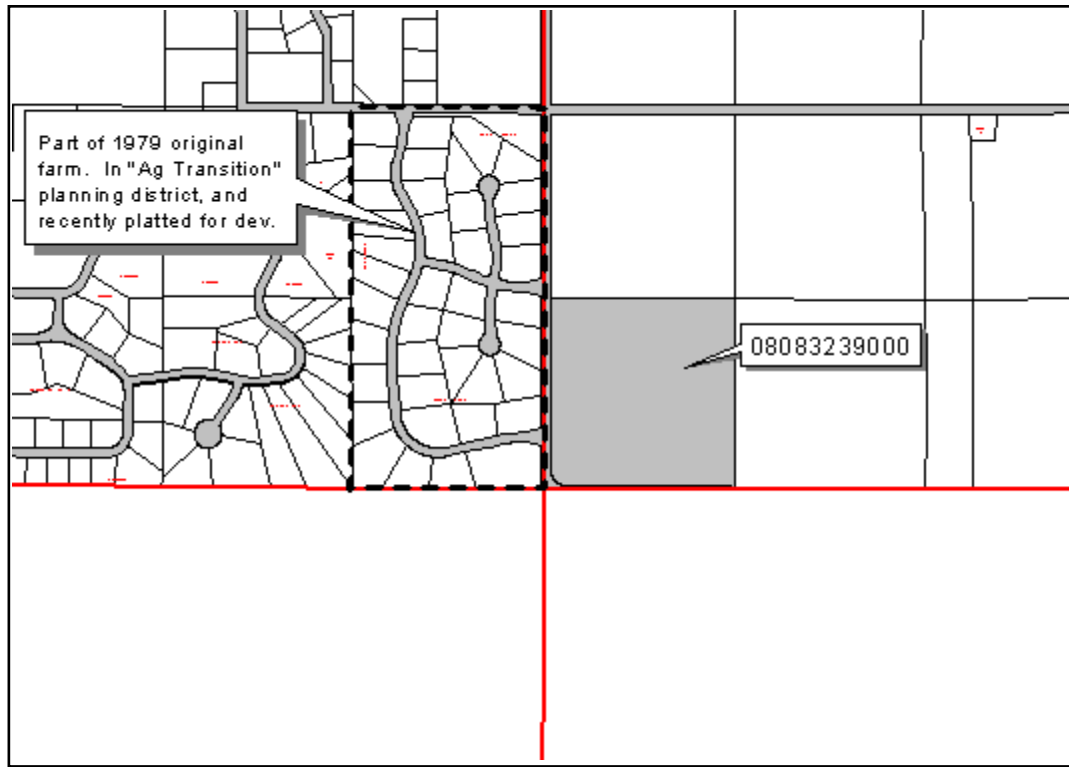 Part of 1979 original
farm. In "Ag Transition"
planning district, and
recently platted for dev.
08083239000